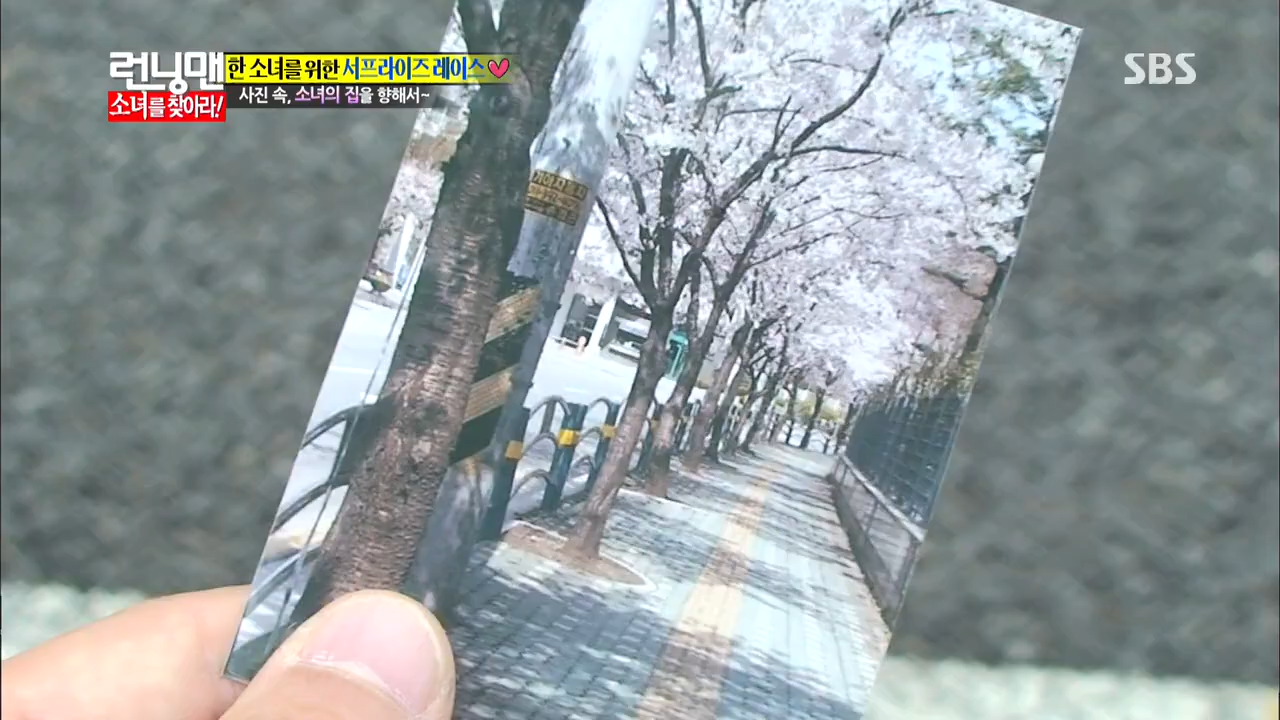 런닝맨
소녀를 찾아라!
한 소녀를 위한 서프라이즈 레이스
사진 속, 소녀의 집을 향해서~
SBS